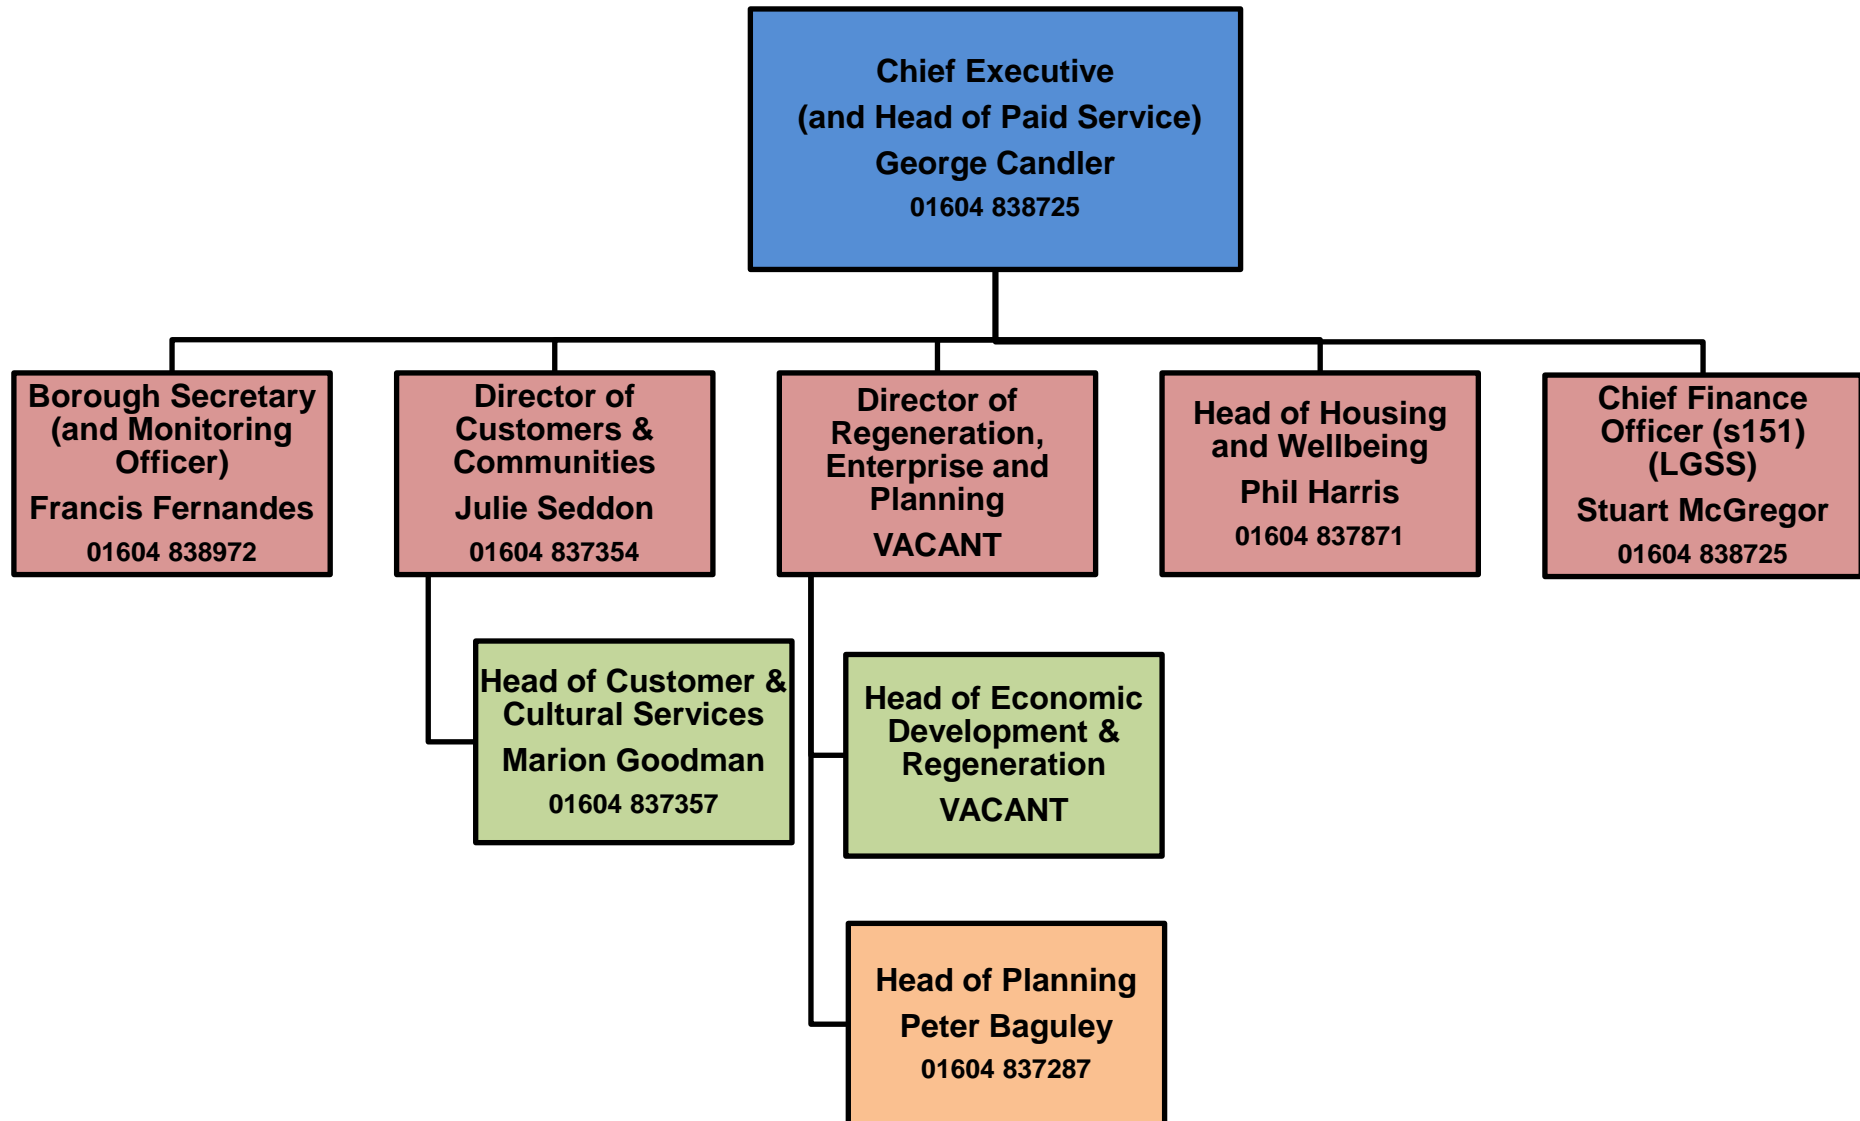 Chief Executive
(and Head of Paid Service)
George Candler
01604 838725
Borough Secretary
(and Monitoring
Officer)
Francis Fernandes
01604 838972
Director of
Customers &
Communities
Julie Seddon
01604 837354
Director of
Regeneration,
Enterprise and
Planning
VACANT
Head of Housing
and Wellbeing
Phil Harris
01604 837871
Chief Finance
Officer (s151)
(LGSS)
Stuart McGregor
01604 838725
Head of Customer &
Cultural Services
Marion Goodman
01604 837357
Head of Economic
Development &
Regeneration
VACANT
Head of Planning
Peter Baguley
01604 837287